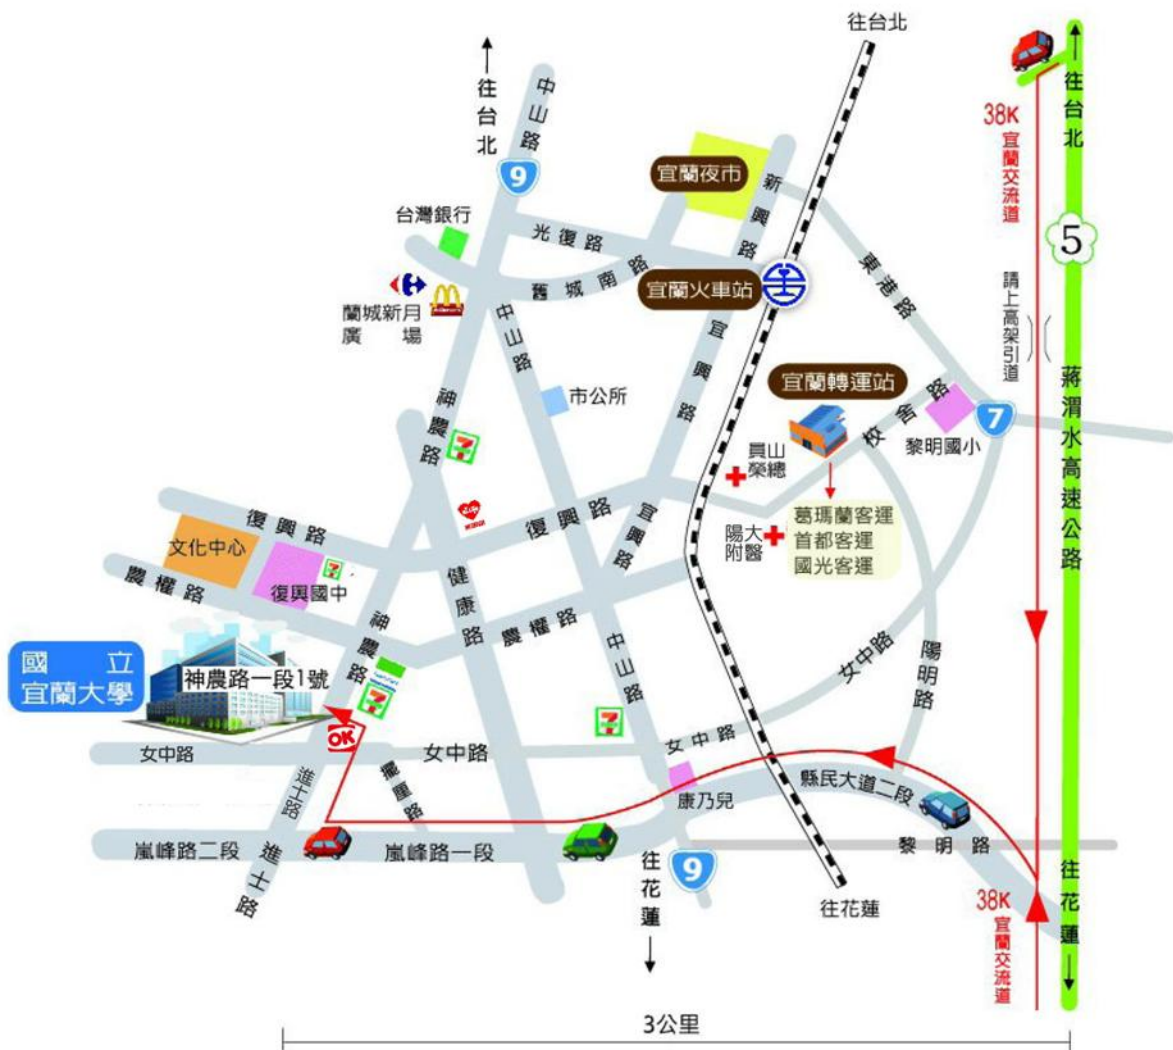 往台北
往台北
中山路
9
38K
宜蘭交流道
往台北
宜蘭夜市
新興路
台灣銀行
光復路
5
舊城南路
東港路
宜蘭火車站
蘭城新月
廣場
中山路
宜興路
請上高架引道
蔣渭水高速公路
宜蘭轉運站
神農路
市公所
校舍路
7
黎明國小
員山
榮總
復興路
復興路
宜興路
陽大
附醫
葛瑪蘭客運
首都客運
國光客運
文化中心
復興國中
農權路
健康路
神農路
農權路
中山路
女中路
陽明路
國立
宜蘭大學
神農路一段1號
OK
女中路
女中路
女中路
進士路
擺厘路
康乃兒
縣民大道二段
嵐峰路二段
嵐峰路一段
進士路
黎明路
9
往花蓮
往花蓮
38K
宜蘭交流道
往花蓮
3公里